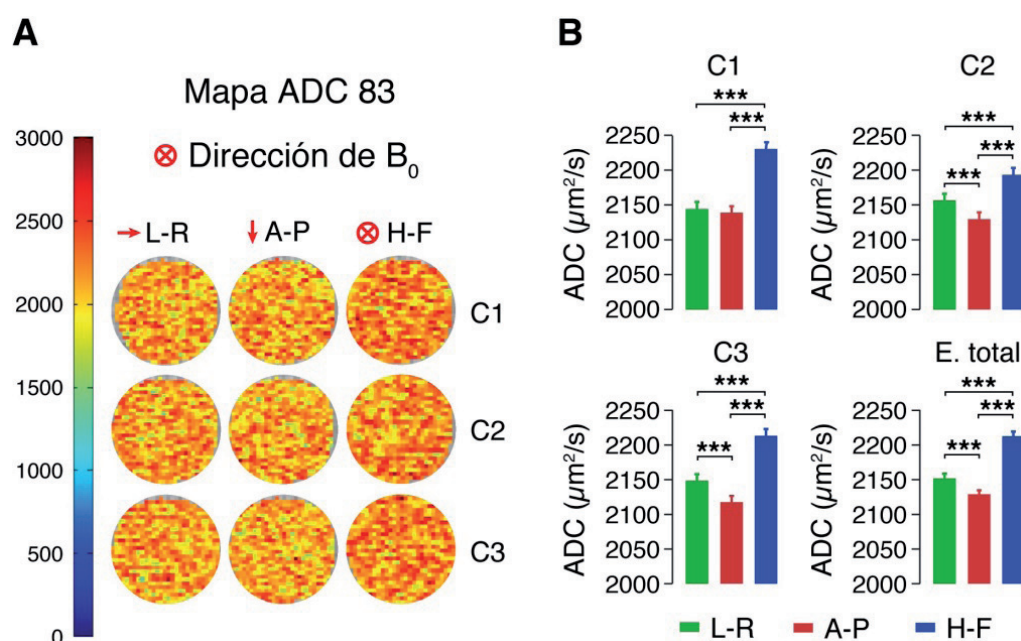 A
Mapa ADC 83
⊗ Dirección de B₀
→ L-R ↓ A-P ⊗ H-F
3000
2500
2000
1500
1000
500
0
C1
C2
C3
B
C1
***
***
ADC (µm²/s)
2250
2200
2150
2100
2050
2000
C2
***
***
***
ADC (µm²/s)
2250
2200
2150
2100
2050
2000
C3
***
***
***
ADC (µm²/s)
2250
2200
2150
2100
2050
2000
E. total
***
***
***
ADC (µm²/s)
2250
2200
2150
2100
2050
2000
L-R A-P H-F